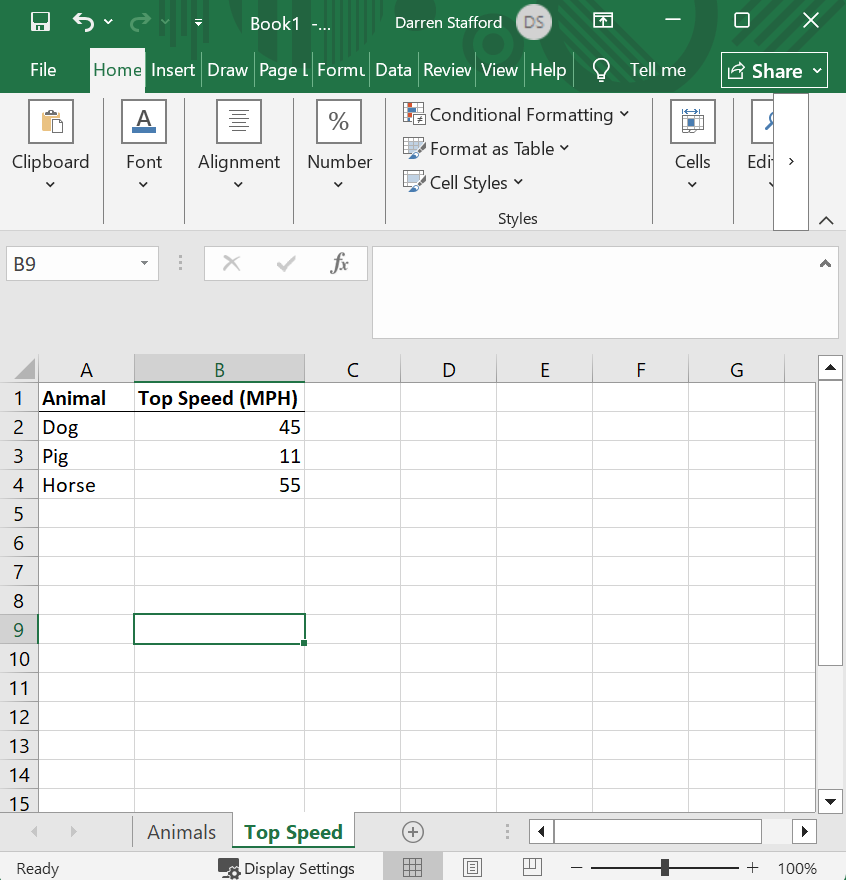 Book1 -... Darren Stafford DS
File Home Insert Draw Page L Formu Data Review View Help Tell me Share
Clipboard Font Alignment Number Conditional Formatting Format as Table Cell Styles Styles Cells Edi
B9 fx
A B C D E F G
1 Animal Top Speed (MPH)
2 Dog 45
3 Pig 11
4 Horse 55
5
6
7
8
9
10
11
12
13
14
15
Animals Top Speed
Ready Display Settings 100%